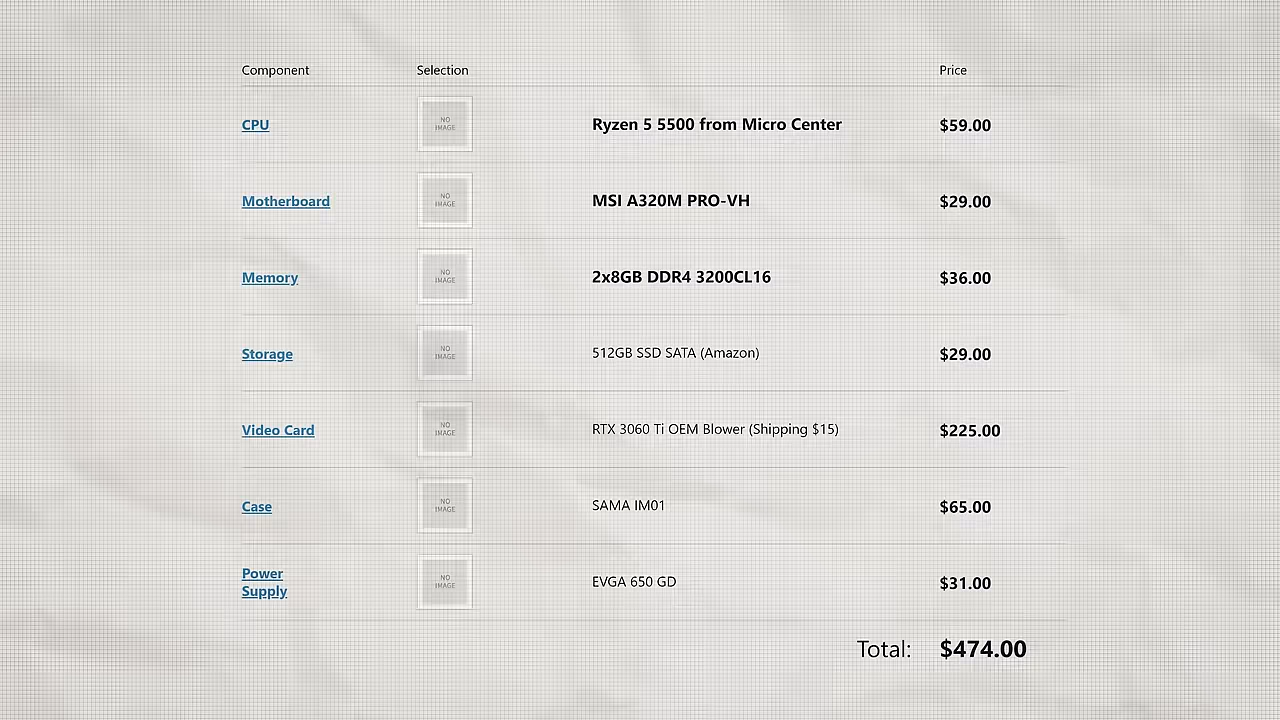 Component Selection Price
CPU NO IMAGE Ryzen 5 5500 from Micro Center $59.00
Motherboard NO IMAGE MSI A320M PRO-VH $29.00
Memory NO IMAGE 2x8GB DDR4 3200CL16 $36.00
Storage NO IMAGE 512GB SSD SATA (Amazon) $29.00
Video Card NO IMAGE RTX 3060 Ti OEM Blower (Shipping $15) $225.00
Case NO IMAGE SAMA IM01 $65.00
Power Supply NO IMAGE EVGA 650 GD $31.00
Total: $474.00